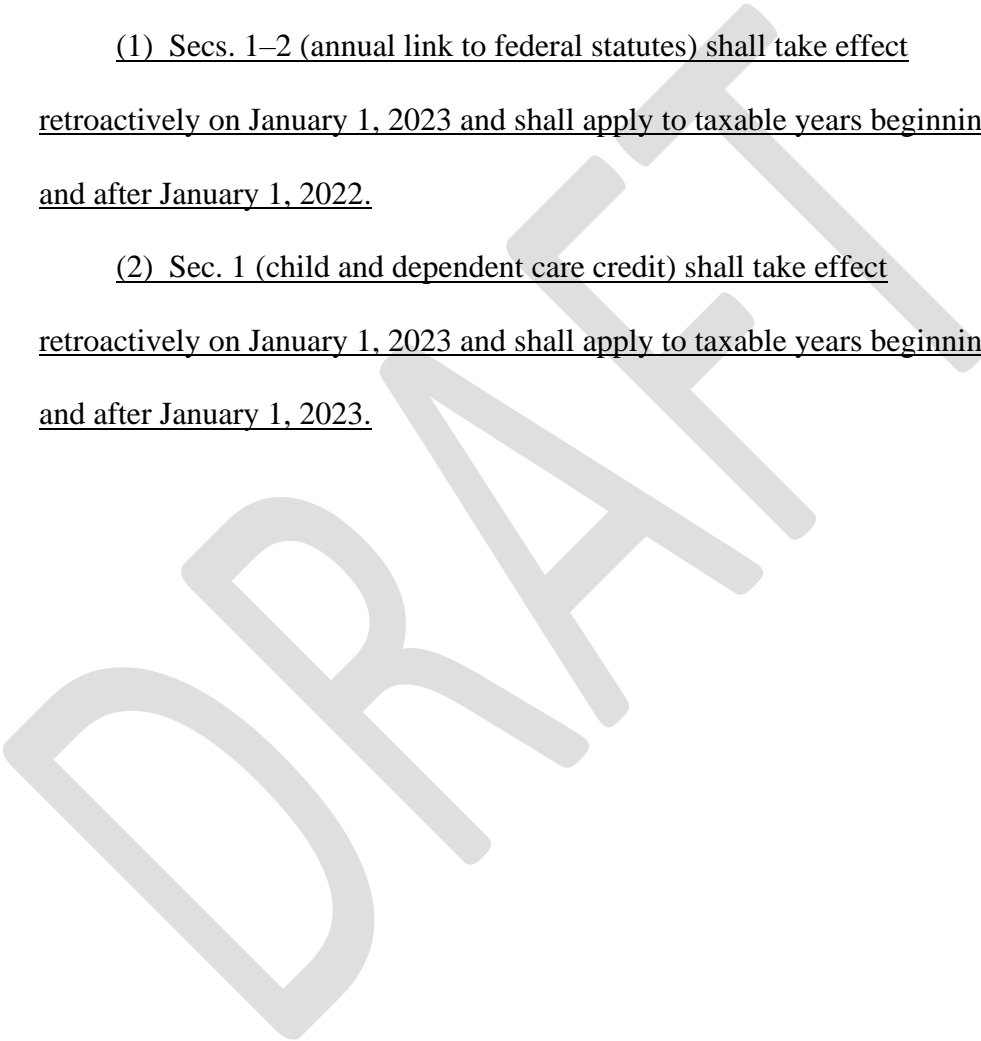 (1) Secs. 1–2 (annual link to federal statutes) shall take effect
retroactively on January 1, 2023 and shall apply to taxable years beginnin
and after January 1, 2022.
(2) Sec. 1 (child and dependent care credit) shall take effect
retroactively on January 1, 2023 and shall apply to taxable years beginnin
and after January 1, 2023.
DRAFT